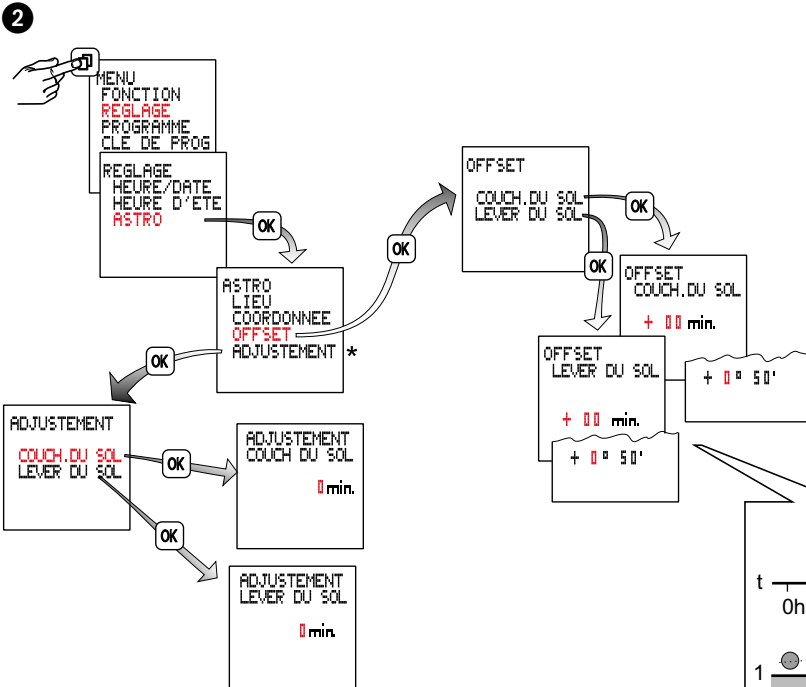 2
MENU
FONCTION
REGLAGE
PROGRAMME
CLE DE PROG
REGLAGE
HEURE/DATE
HEURE D'ETE
ASTRO
OK
ASTRO
LIEU
COORDONNEE
OFFSET
ADJUSTEMENT *
OK
OFFSET
COUCH.DU SOL
LEVER DU SOL
OK
OK
OFFSET
COUCH.DU SOL
+ 00 min.
+ 0° 50'
OFFSET
LEVER DU SOL
+ 00 min.
+ 0° 50'
OK
ADJUSTEMENT
COUCH.DU SOL
LEVER DU SOL
OK
ADJUSTEMENT
COUCH DU SOL
0 min.
OK
ADJUSTEMENT
LEVER DU SOL
0 min.
t
0h
1